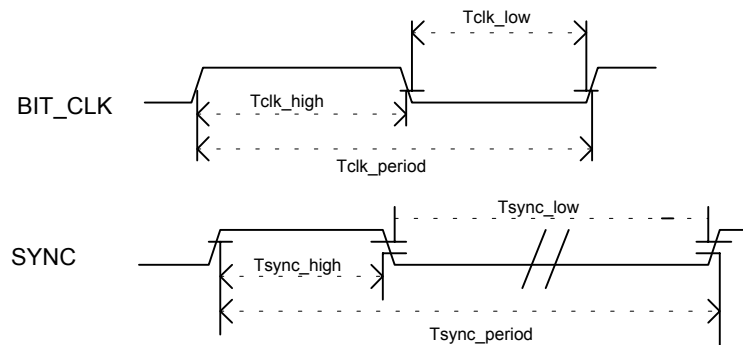 Tclk_low
BIT_CLK
Tclk_high
Tclk_period
Tsync_low
SYNC
Tsync_high
Tsync_period